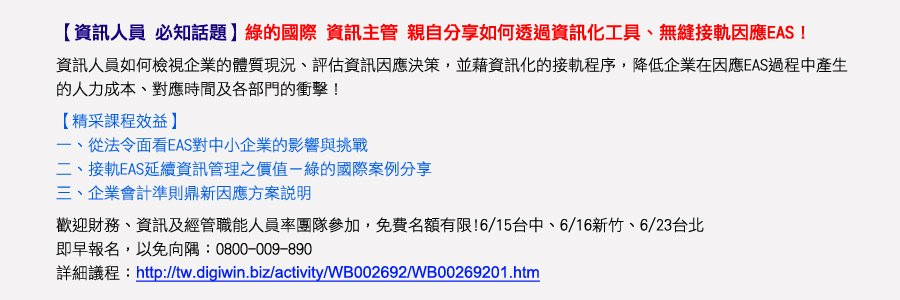 【資訊人員 必知話題】綠的國際 資訊主管 親自分享如何透過資訊化工具、無縫接軌因應EAS！
資訊人員如何檢視企業的體質現況、評估資訊因應決策，並藉資訊化的接軌程序，降低企業在因應EAS過程中產生
的人力成本、對應時間及各部門的衝擊！
【精采課程效益】
一、從法令面看EAS對中小企業的影響與挑戰
二、接軌EAS延續資訊管理之價值－綠的國際案例分享
三、企業會計準則鼎新因應方案說明
歡迎財務、資訊及經管職能人員率團隊參加，免費名額有限!6/15台中、6/16新竹、6/23台北
即早報名，以免向隅：0800-009-890
詳細議程：http://tw.digiwin.biz/activity/WB002692/WB00269201.htm